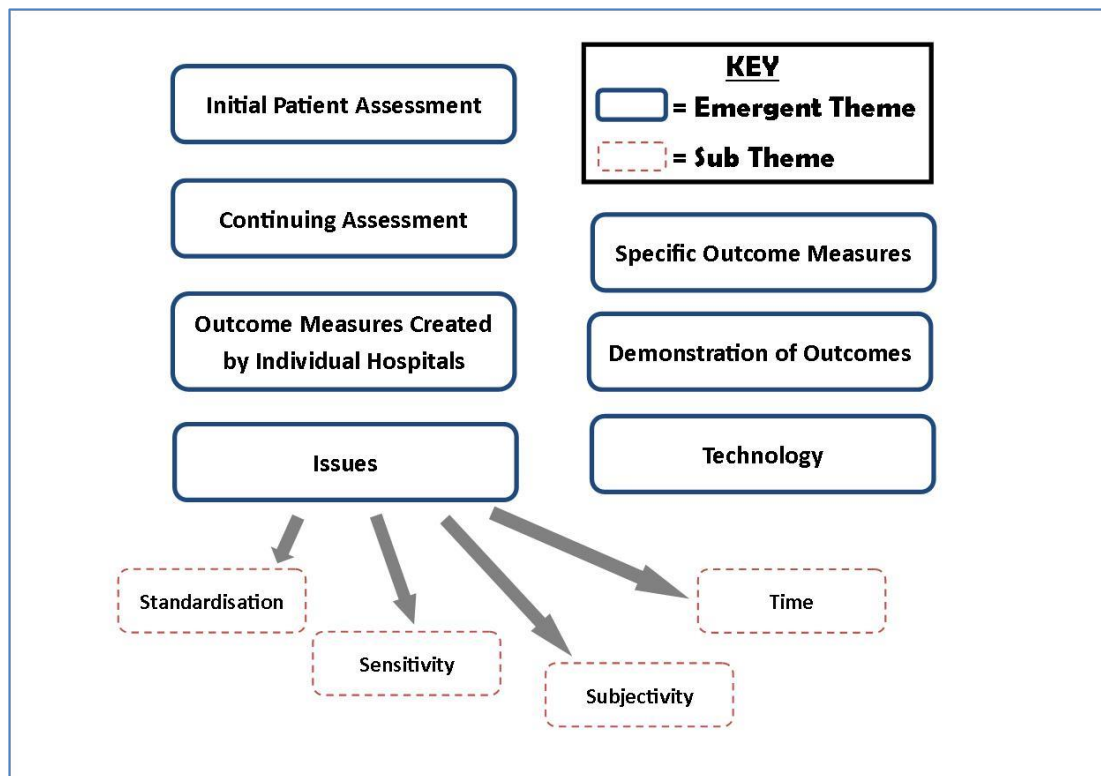 KEY
= Emergent Theme
= Sub Theme
Initial Patient Assessment
Continuing Assessment
Outcome Measures Created
by Individual Hospitals
Issues
Specific Outcome Measures
Demonstration of Outcomes
Technology
Standardisation
Sensitivity
Subjectivity
Time